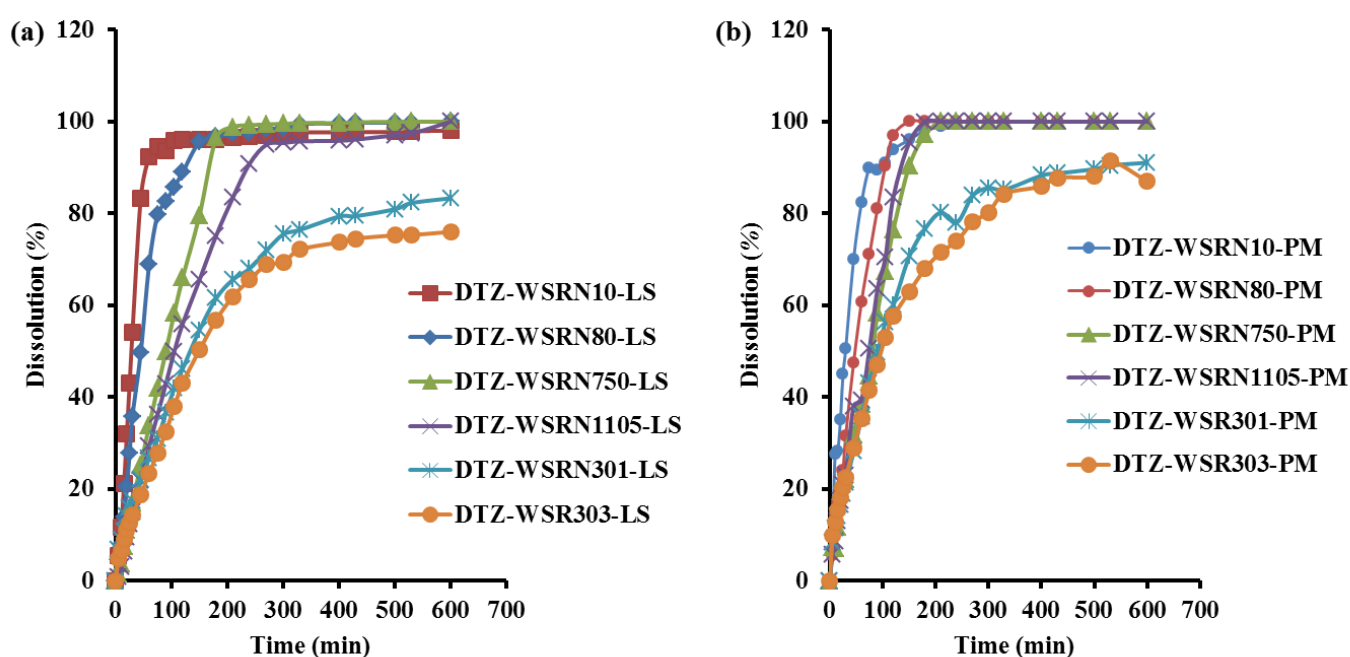 (a)
120
100
80
60
40
20
0
Dissolution (%)
0 100 200 300 400 500 600 700
Time (min)
DTZ-WSRN10-LS
DTZ-WSRN80-LS
DTZ-WSRN750-LS
DTZ-WSRN1105-LS
DTZ-WSRN301-LS
DTZ-WSR303-LS
(b)
120
100
80
60
40
20
0
Dissolution (%)
0 100 200 300 400 500 600 700
Time (min)
DTZ-WSRN10-PM
DTZ-WSRN80-PM
DTZ-WSRN750-PM
DTZ-WSRN1105-PM
DTZ-WSR301-PM
DTZ-WSR303-PM